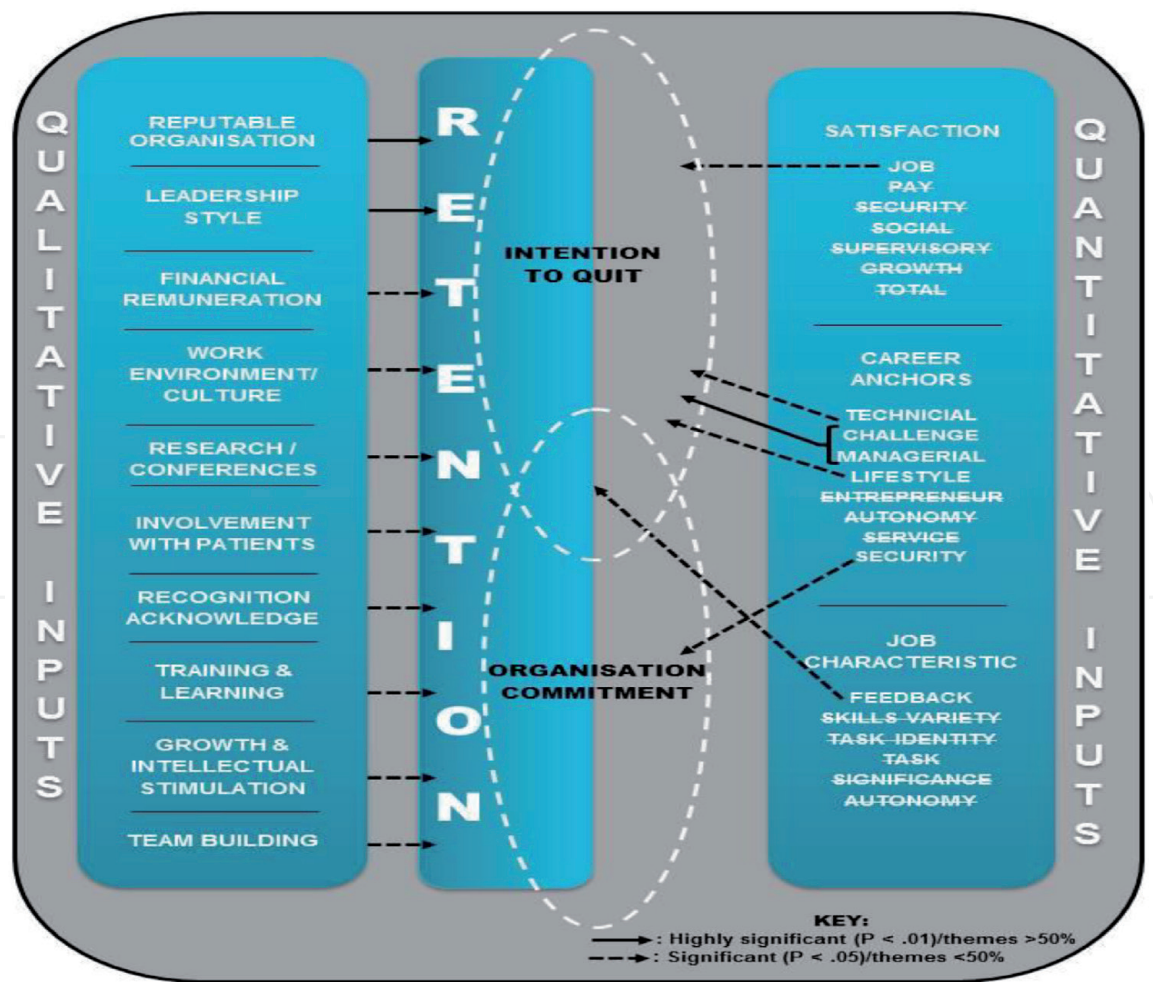 QUALITATIVE INPUTS
REPUTABLE
ORGANISATION
LEADERSHIP
STYLE
FINANCIAL
REMUNERATION
WORK
ENVIRONMENT/
CULTURE
RESEARCH /
CONFERENCES
INVOLVEMENT
WITH PATIENTS
RECOGNITION
ACKNOWLEDGE
TRAINING &
LEARNING
GROWTH &
INTELLECTUAL
STIMULATION
TEAM BUILDING
RETENTION
INTENTION
TO QUIT
ORGANISATION
COMMITMENT
SATISFACTION
JOB
PAY
SECURITY
SOCIAL
SUPERVISORY
GROWTH
TOTAL
CAREER
ANCHORS
TECHNICIAL
CHALLENGE
MANAGERIAL
LIFESTYLE
ENTREPRENEUR
AUTONOMY
SERVICE
SECURITY
JOB
CHARACTERISTIC
FEEDBACK
SKILLS VARIETY
TASK IDENTITY
TASK
SIGNIFICANCE
AUTONOMY
QUANTITATIVE INPUTS
KEY:
: Highly significant (P < .01)/themes >50%
: Significant (P < .05)/themes <50%